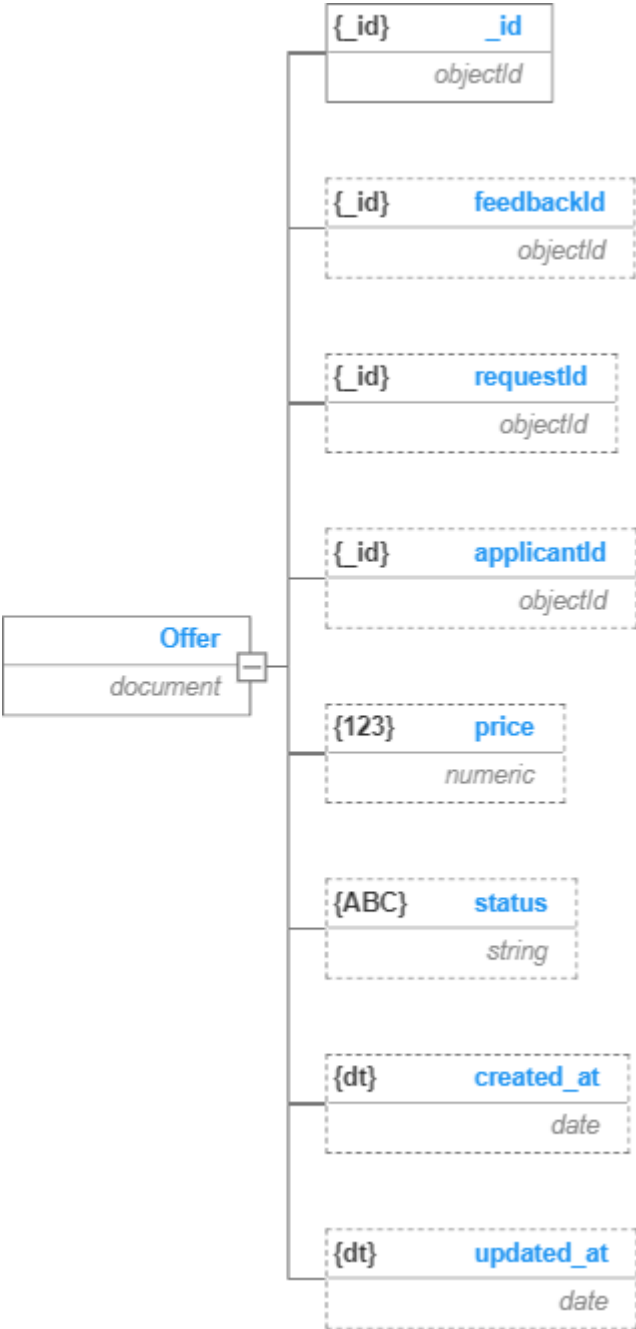 {_id} _id
objectId
{_id} feedbackId
objectId
{_id} requestId
objectId
{_id} applicantId
objectId
Offer
document
{123} price
numeric
{ABC} status
string
{dt} created_at
date
{dt} updated_at
date